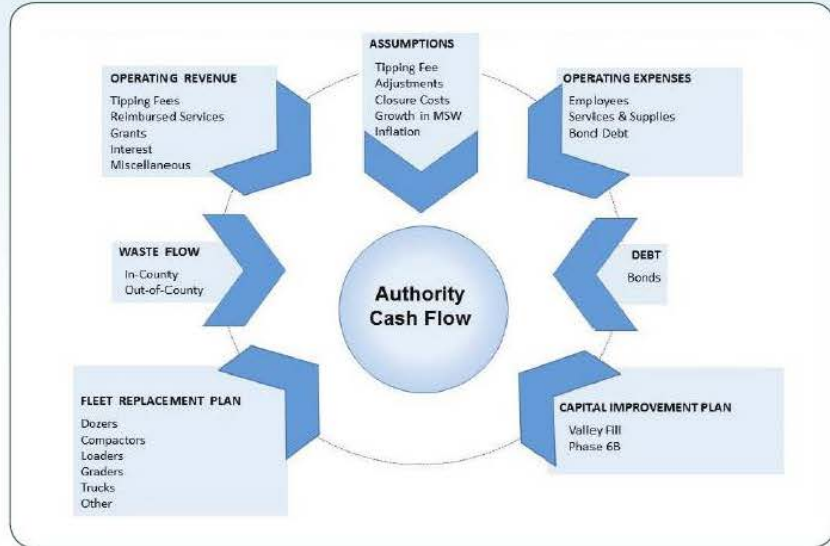 ASSUMPTIONS
Tipping Fee
Adjustments
Closure Costs
Growth in MSW
Inflation
OPERATING REVENUE
Tipping Fees
Reimbursed Services
Grants
Interest
Miscellaneous
OPERATING EXPENSES
Employees
Services & Supplies
Bond Debt
WASTE FLOW
In-County
Out-of-County
Authority
Cash Flow
DEBT
Bonds
FLEET REPLACEMENT PLAN
Dozers
Compactors
Loaders
Graders
Trucks
Other
CAPITAL IMPROVEMENT PLAN
Valley Fill
Phase 6B